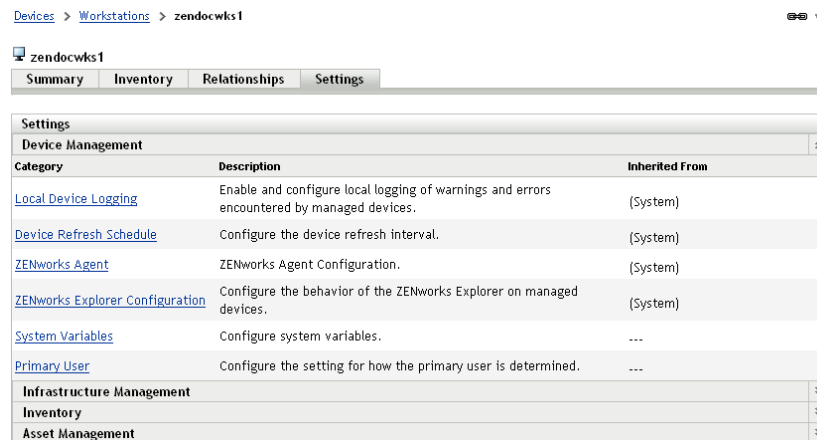 Devices > Workstations > zendocwks1
zendocwks1
Summary Inventory Relationships Settings
Settings
Device Management
Category Description Inherited From
Local Device Logging Enable and configure local logging of warnings and errors (System)
encountered by managed devices.
Device Refresh Schedule Configure the device refresh interval. (System)
ZENworks Agent ZENworks Agent Configuration. (System)
ZENworks Explorer Configuration Configure the behavior of the ZENworks Explorer on managed (System)
devices.
System Variables Configure system variables. ---
Primary User Configure the setting for how the primary user is determined. ---
Infrastructure Management
Inventory
Asset Management